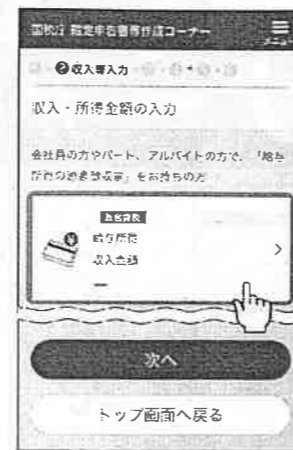 国税庁 確定申告書等作成コーナー
メニュー
❷収入等入力
収入・所得金額の入力
会社員の方やパート、アルバイトの方で、「給与
所得の源泉徴収票」をお持ちの方
給与所得
収入金額
次へ
トップ画面へ戻る